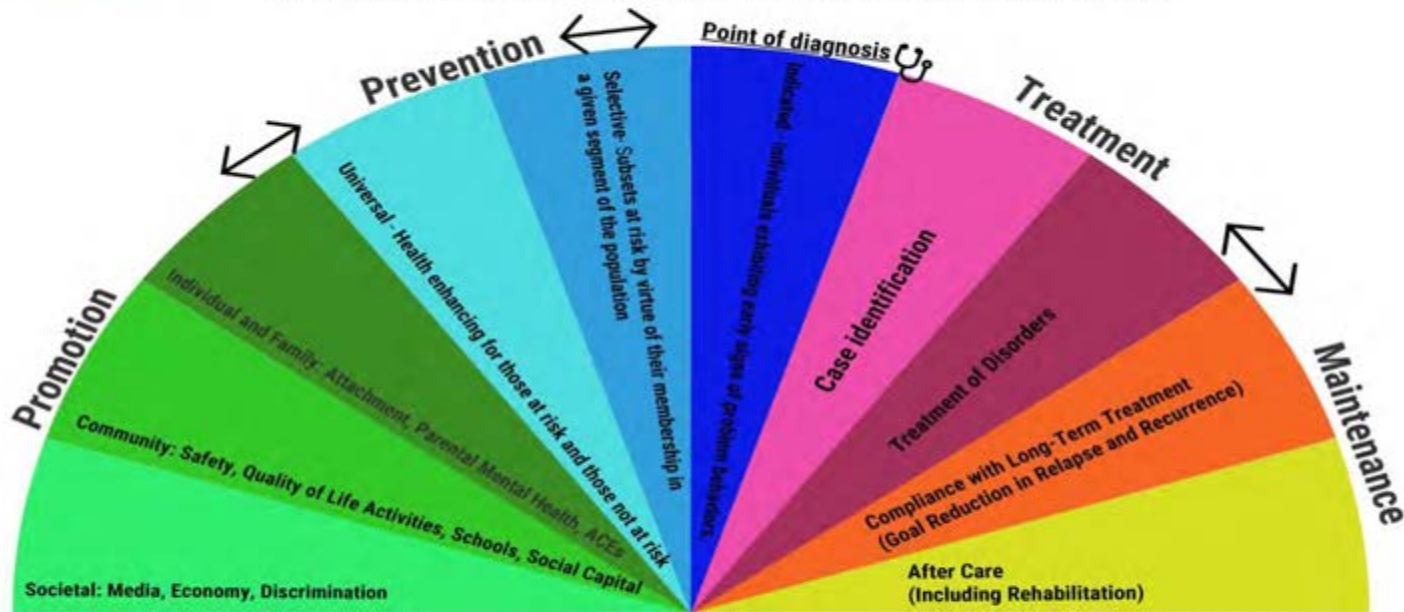 Promotion
Prevention
Point of diagnosis
Treatment
Maintenance
Societal: Media, Economy, Discrimination
Community: Safety, Quality of Life Activities, Schools, Social Capital
Individual and Family: Attachment, Parental Mental Health, ACEs
Universal - Health enhancing for those at risk and those not at risk
Selective- Subsets at risk by virtue of their membership in
a given segment of the population
Indicated - Individuals exhibiting early signs of problem behaviors
Case identification
Treatment of Disorders
Compliance with Long-Term Treatment
(Goal Reduction in Relapse and Recurrence)
After Care
(Including Rehabilitation)